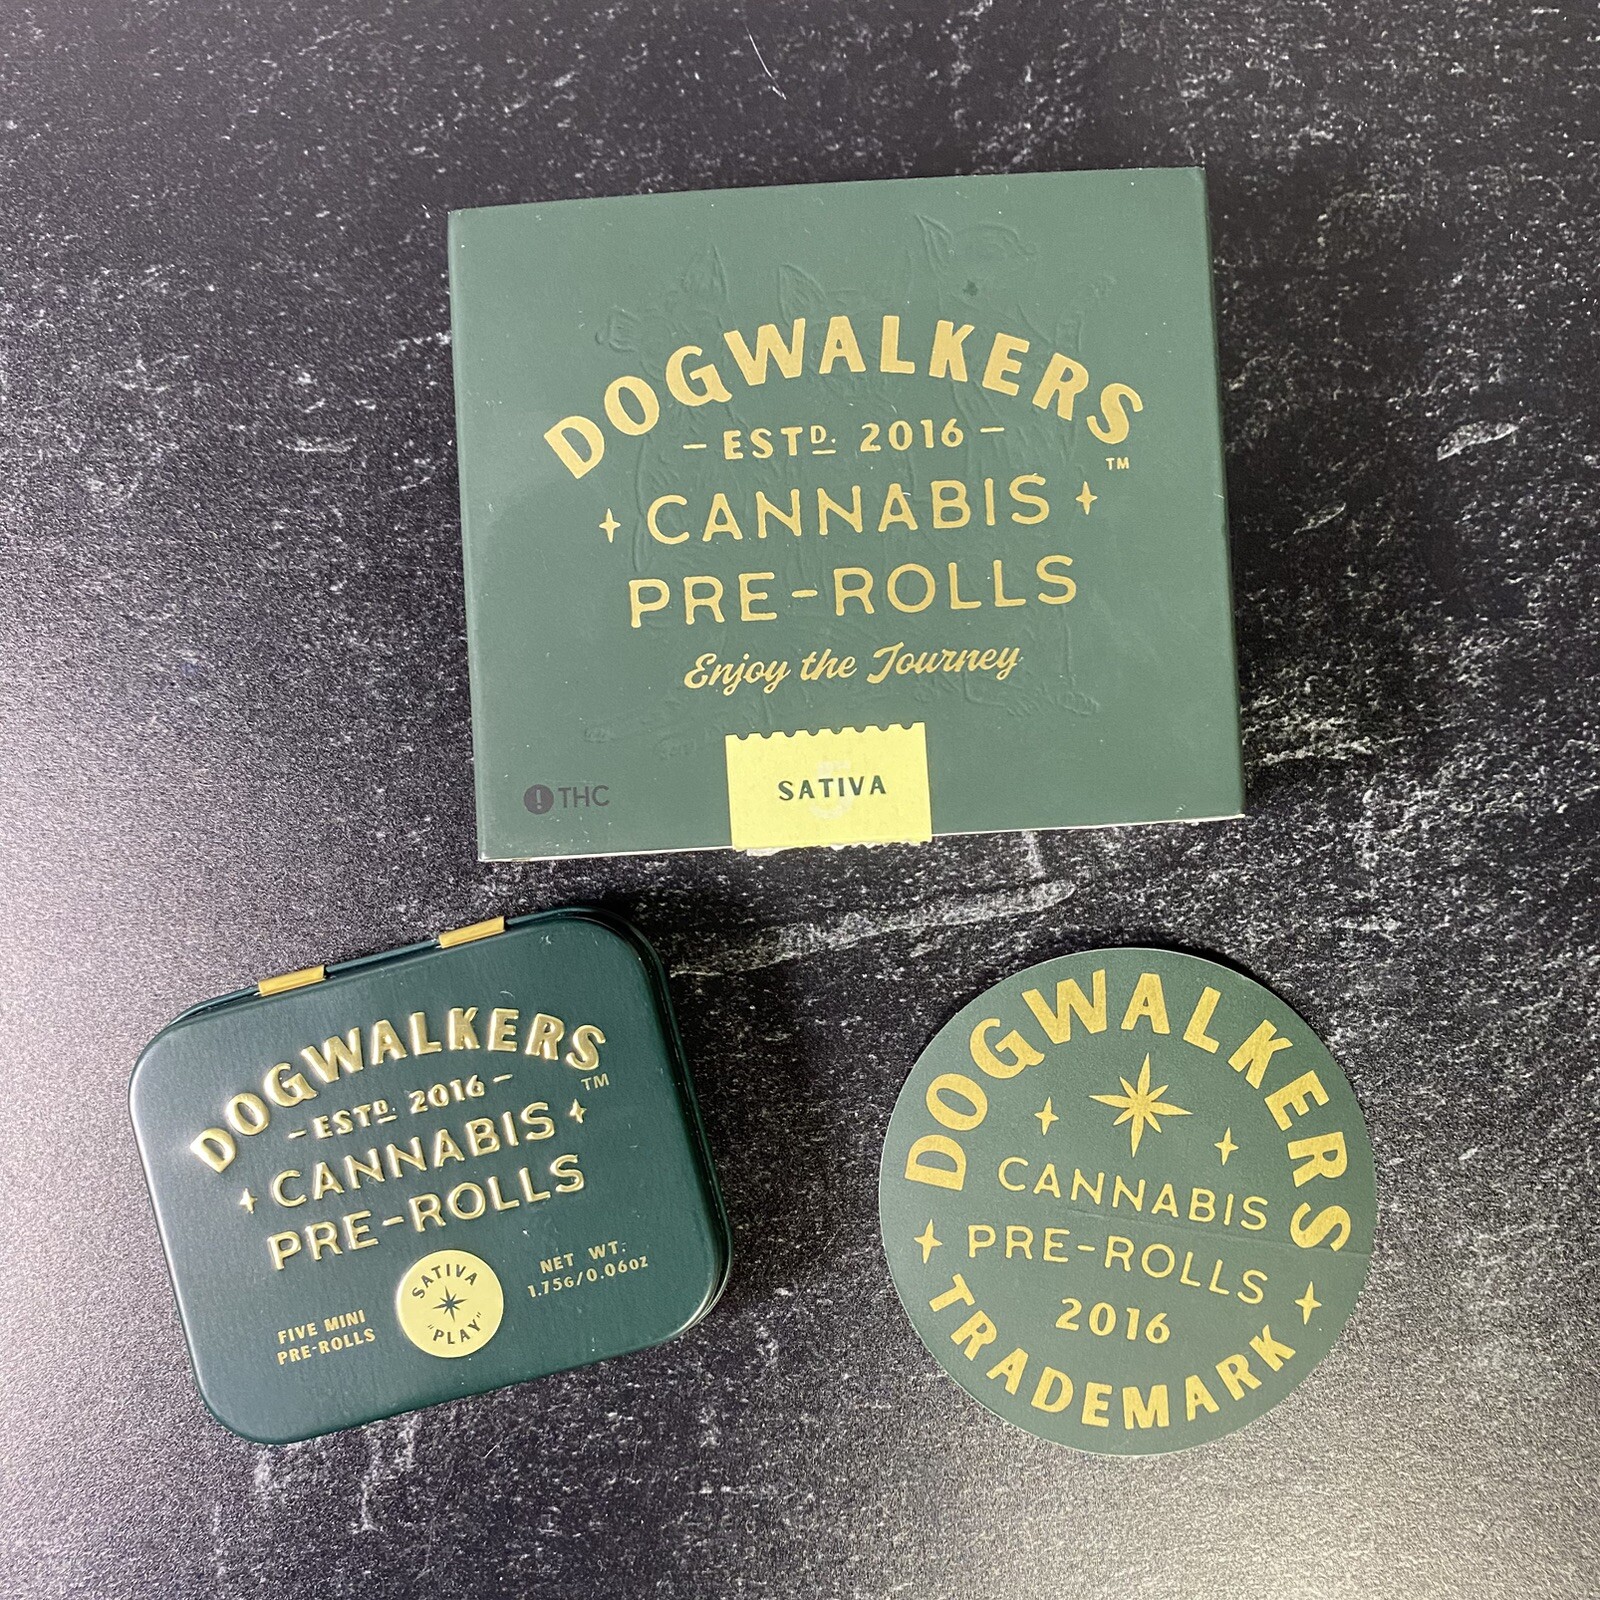 DOGWALKERS
- ESTD. 2016 -
TM
CANNABIS
PRE-ROLLS
Enjoy the Journey
! THC
SATIVA
DOGWALKERS
TM
- ESTD. 2016 -
CANNABIS
PRE-ROLLS
FIVE MINI
PRE-ROLLS
SATIVA
"PLAY"
NET WT.
1.75G/0.06OZ
DOGWALKERS
CANNABIS
PRE-ROLLS
2016
TRADEMARK